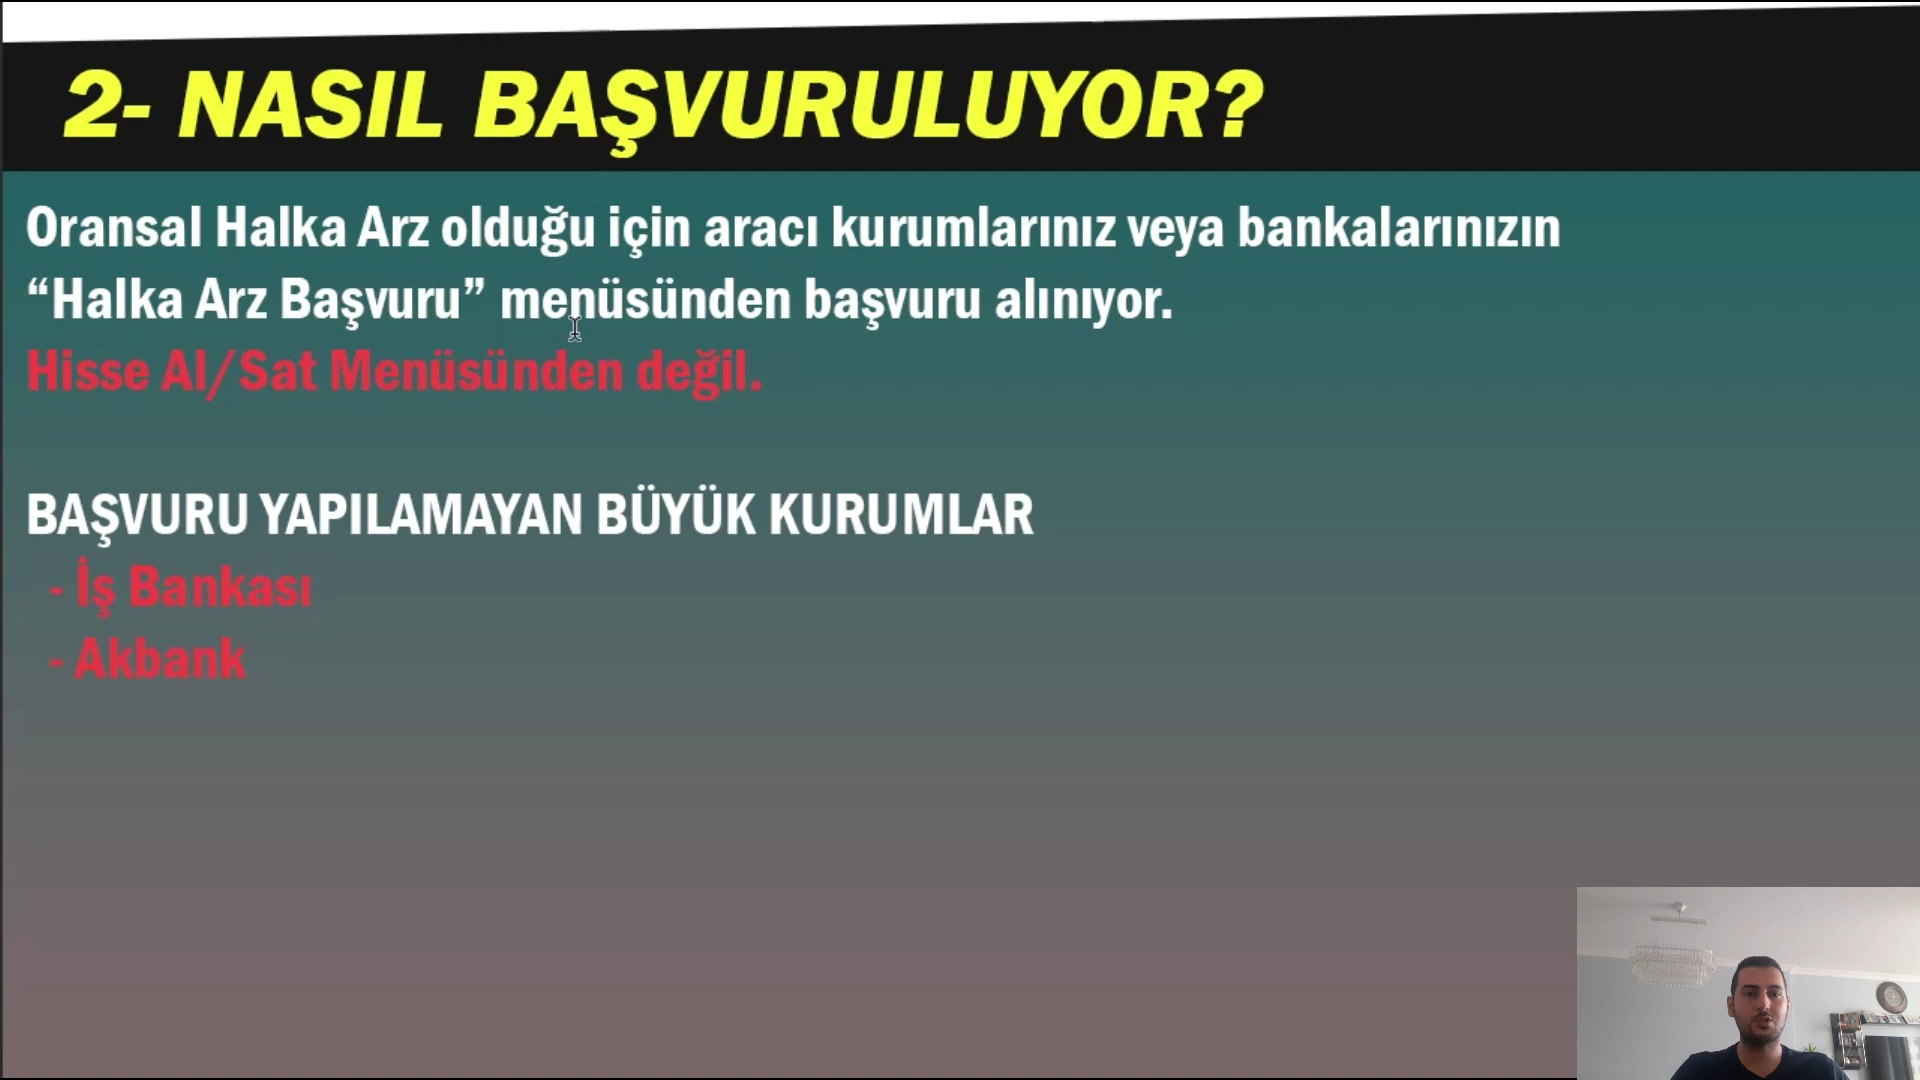 2- NASIL BAŞVURULUYOR?
Oransal Halka Arz olduğu için aracı kurumlarınız veya bankalarınızın
“Halka Arz Başvuru” menüsünden başvuru alınıyor.
Hisse Al/Sat Menüsünden değil.
BAŞVURU YAPILAMAYAN BÜYÜK KURUMLAR
- İş Bankası
- Akbank